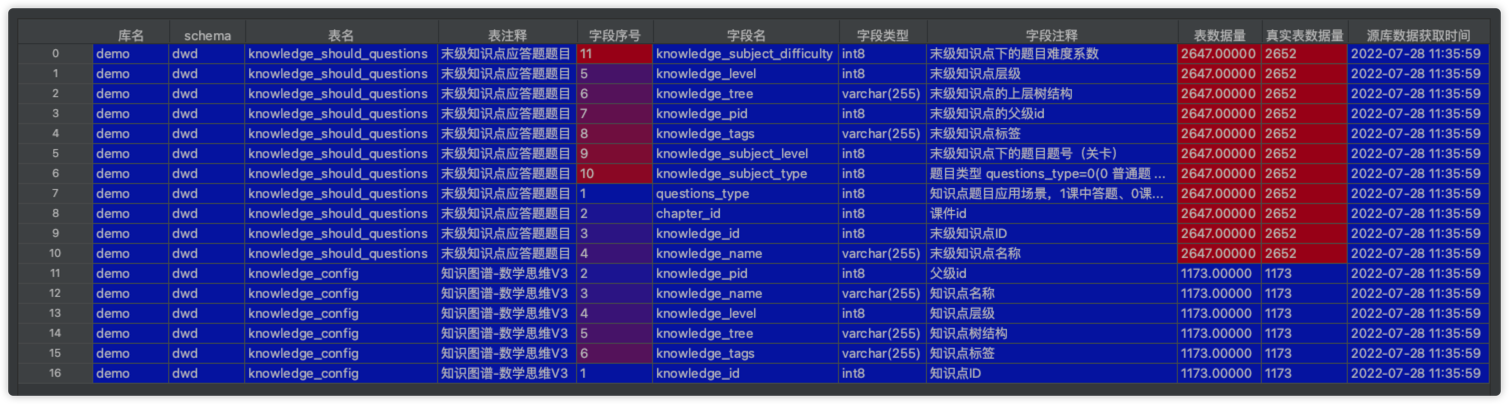 库名 schema 表名 表注释 字段序号 字段名 字段类型 字段注释 表数据量 真实表数据量 源库数据获取时间
0 demo dwd knowledge_should_questions 末级知识点应答题题目 11 knowledge_subject_difficulty int8 末级知识点下的题目难度系数 2647.00000 2652 2022-07-28 11:35:59
1 demo dwd knowledge_should_questions 末级知识点应答题题目 5 knowledge_level int8 末级知识点层级 2647.00000 2652 2022-07-28 11:35:59
2 demo dwd knowledge_should_questions 末级知识点应答题题目 6 knowledge_tree varchar(255) 末级知识点的上层树结构 2647.00000 2652 2022-07-28 11:35:59
3 demo dwd knowledge_should_questions 末级知识点应答题题目 7 knowledge_pid int8 末级知识点的父级id 2647.00000 2652 2022-07-28 11:35:59
4 demo dwd knowledge_should_questions 末级知识点应答题题目 8 knowledge_tags varchar(255) 末级知识点标签 2647.00000 2652 2022-07-28 11:35:59
5 demo dwd knowledge_should_questions 末级知识点应答题题目 9 knowledge_subject_level int8 末级知识点下的题目题号（关卡） 2647.00000 2652 2022-07-28 11:35:59
6 demo dwd knowledge_should_questions 末级知识点应答题题目 10 knowledge_subject_type int8 题目类型 questions_type=0(0 普通题 ... 2647.00000 2652 2022-07-28 11:35:59
7 demo dwd knowledge_should_questions 末级知识点应答题题目 1 questions_type int8 知识点题目应用场景，1课中答题、0课... 2647.00000 2652 2022-07-28 11:35:59
8 demo dwd knowledge_should_questions 末级知识点应答题题目 2 chapter_id int8 课件id 2647.00000 2652 2022-07-28 11:35:59
9 demo dwd knowledge_should_questions 末级知识点应答题题目 3 knowledge_id int8 末级知识点ID 2647.00000 2652 2022-07-28 11:35:59
10 demo dwd knowledge_should_questions 末级知识点应答题题目 4 knowledge_name varchar(255) 末级知识点名称 2647.00000 2652 2022-07-28 11:35:59
11 demo dwd knowledge_config 知识图谱-数学思维V3 2 knowledge_pid int8 父级id 1173.00000 1173 2022-07-28 11:35:59
12 demo dwd knowledge_config 知识图谱-数学思维V3 3 knowledge_name varchar(255) 知识点名称 1173.00000 1173 2022-07-28 11:35:59
13 demo dwd knowledge_config 知识图谱-数学思维V3 4 knowledge_level int8 知识点层级 1173.00000 1173 2022-07-28 11:35:59
14 demo dwd knowledge_config 知识图谱-数学思维V3 5 knowledge_tree varchar(255) 知识点树结构 1173.00000 1173 2022-07-28 11:35:59
15 demo dwd knowledge_config 知识图谱-数学思维V3 6 knowledge_tags varchar(255) 知识点标签 1173.00000 1173 2022-07-28 11:35:59
16 demo dwd knowledge_config 知识图谱-数学思维V3 1 knowledge_id int8 知识点ID 1173.00000 1173 2022-07-28 11:35:59